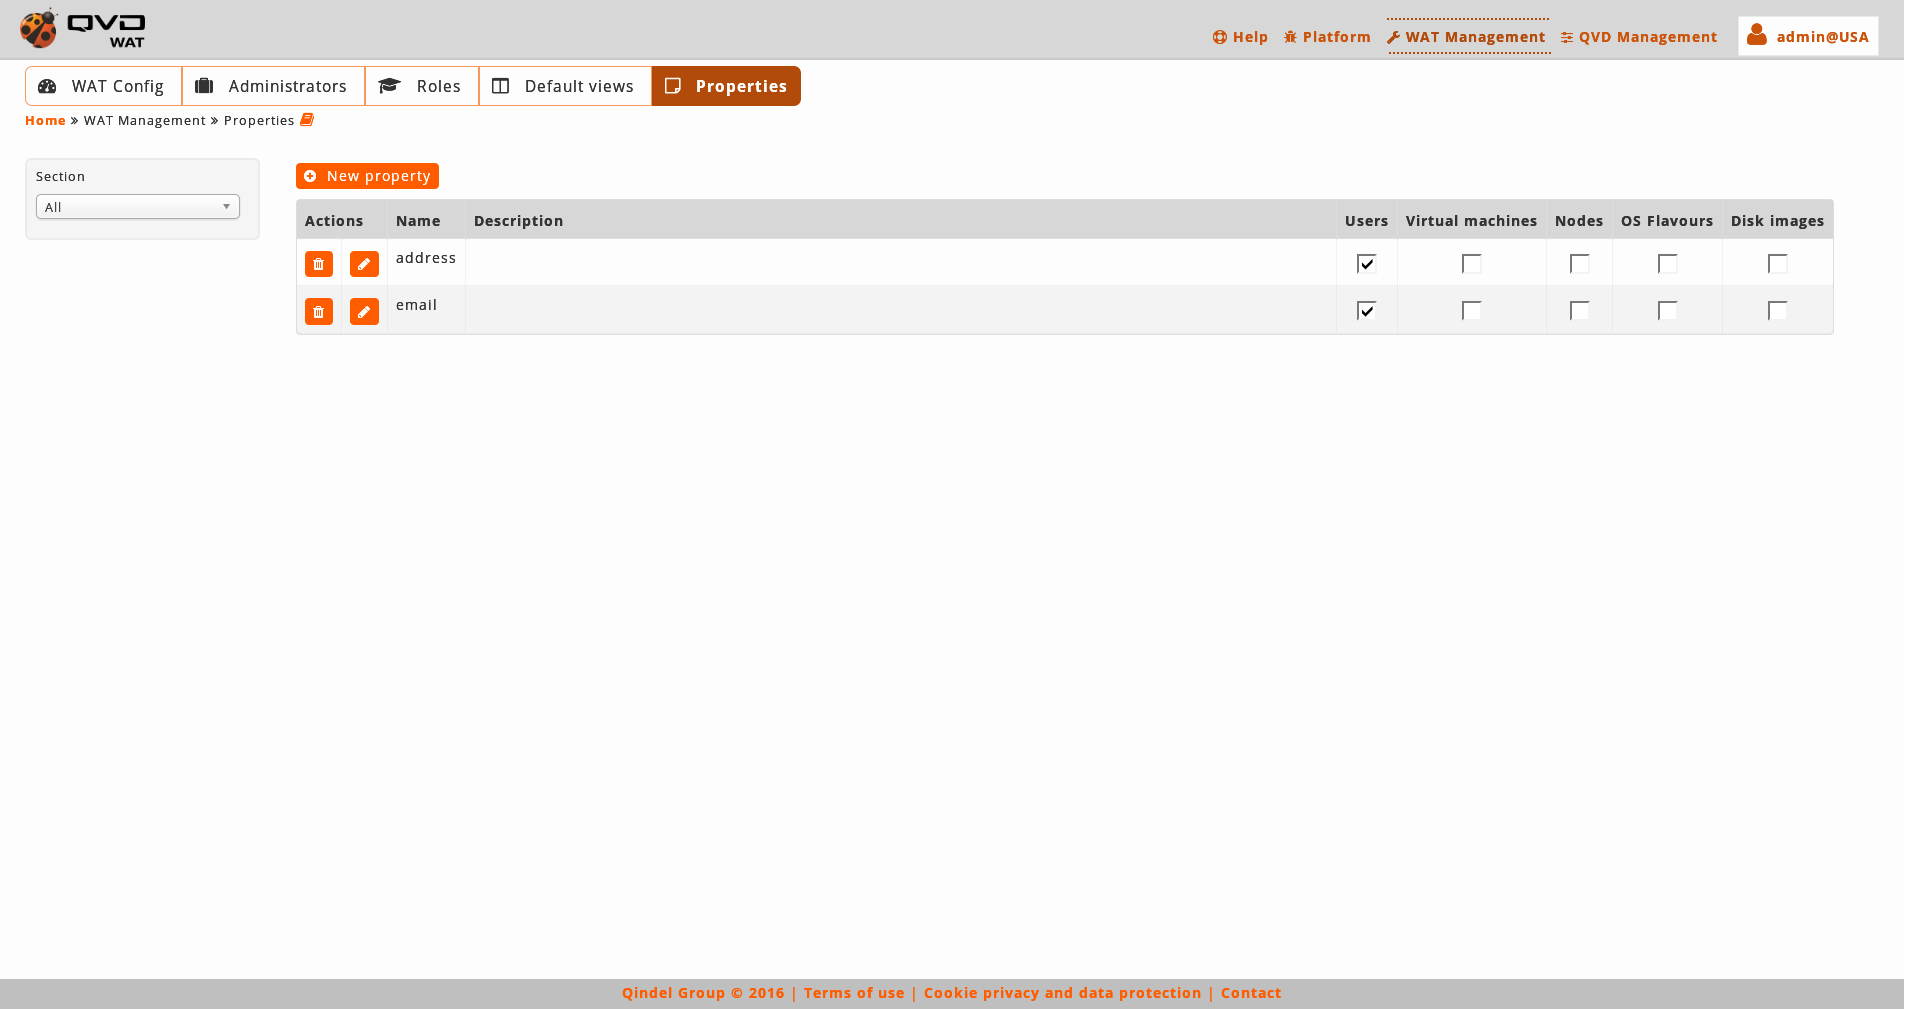 QVD
WAT
Help Platform WAT Management QVD Management admin@USA
WAT Config Administrators Roles Default views Properties
Home » WAT Management » Properties
Section
All
New property
Actions Name Description Users Virtual machines Nodes OS Flavours Disk images
address
email
Qindel Group © 2016 | Terms of use | Cookie privacy and data protection | Contact